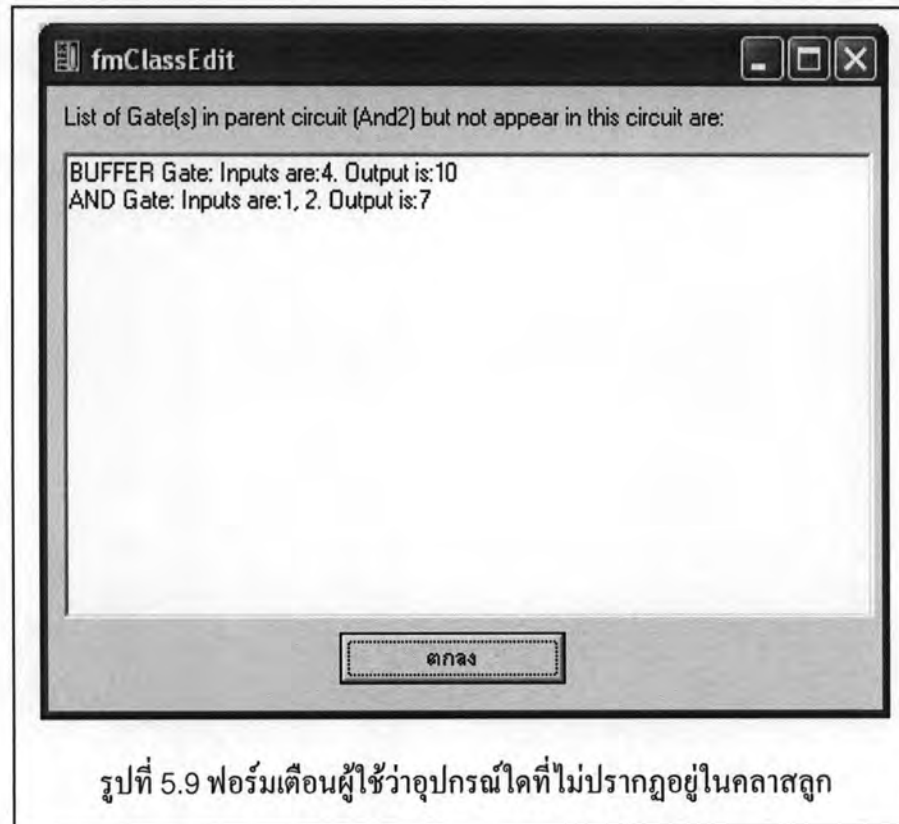 fmClassEdit
List of Gate(s) in parent circuit (And2) but not appear in this circuit are:
BUFFER Gate: Inputs are:4. Output is:10
AND Gate: Inputs are:1, 2. Output is:7
ตกลง
รูปที่ 5.9 ฟอร์มเตือนผู้ใช้ว่าอุปกรณ์ใดที่ไม่ปรากฏอยู่ในคลาสลูก